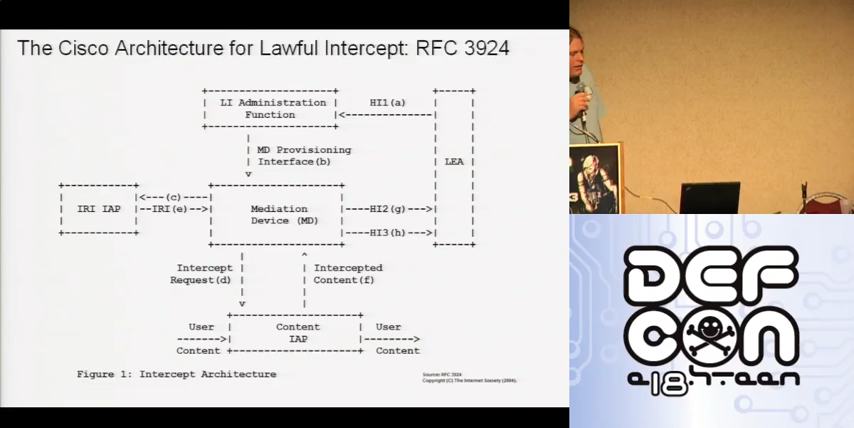 The Cisco Architecture for Lawful Intercept: RFC 3924
LI Administration
Function
HI1(a)
MD Provisioning
Interface(b)
LEA
IRI IAP
(c)
IRI(e)
Mediation
Device (MD)
HI2(g)
HI3(h)
Intercept
Request(d)
Intercepted
Content(f)
User
Content
Content
IAP
User
Content
Figure 1: Intercept Architecture
Source: RFC 3924
Copyright (C) The Internet Society (2004).
DEF
CON
e.18.h-teen